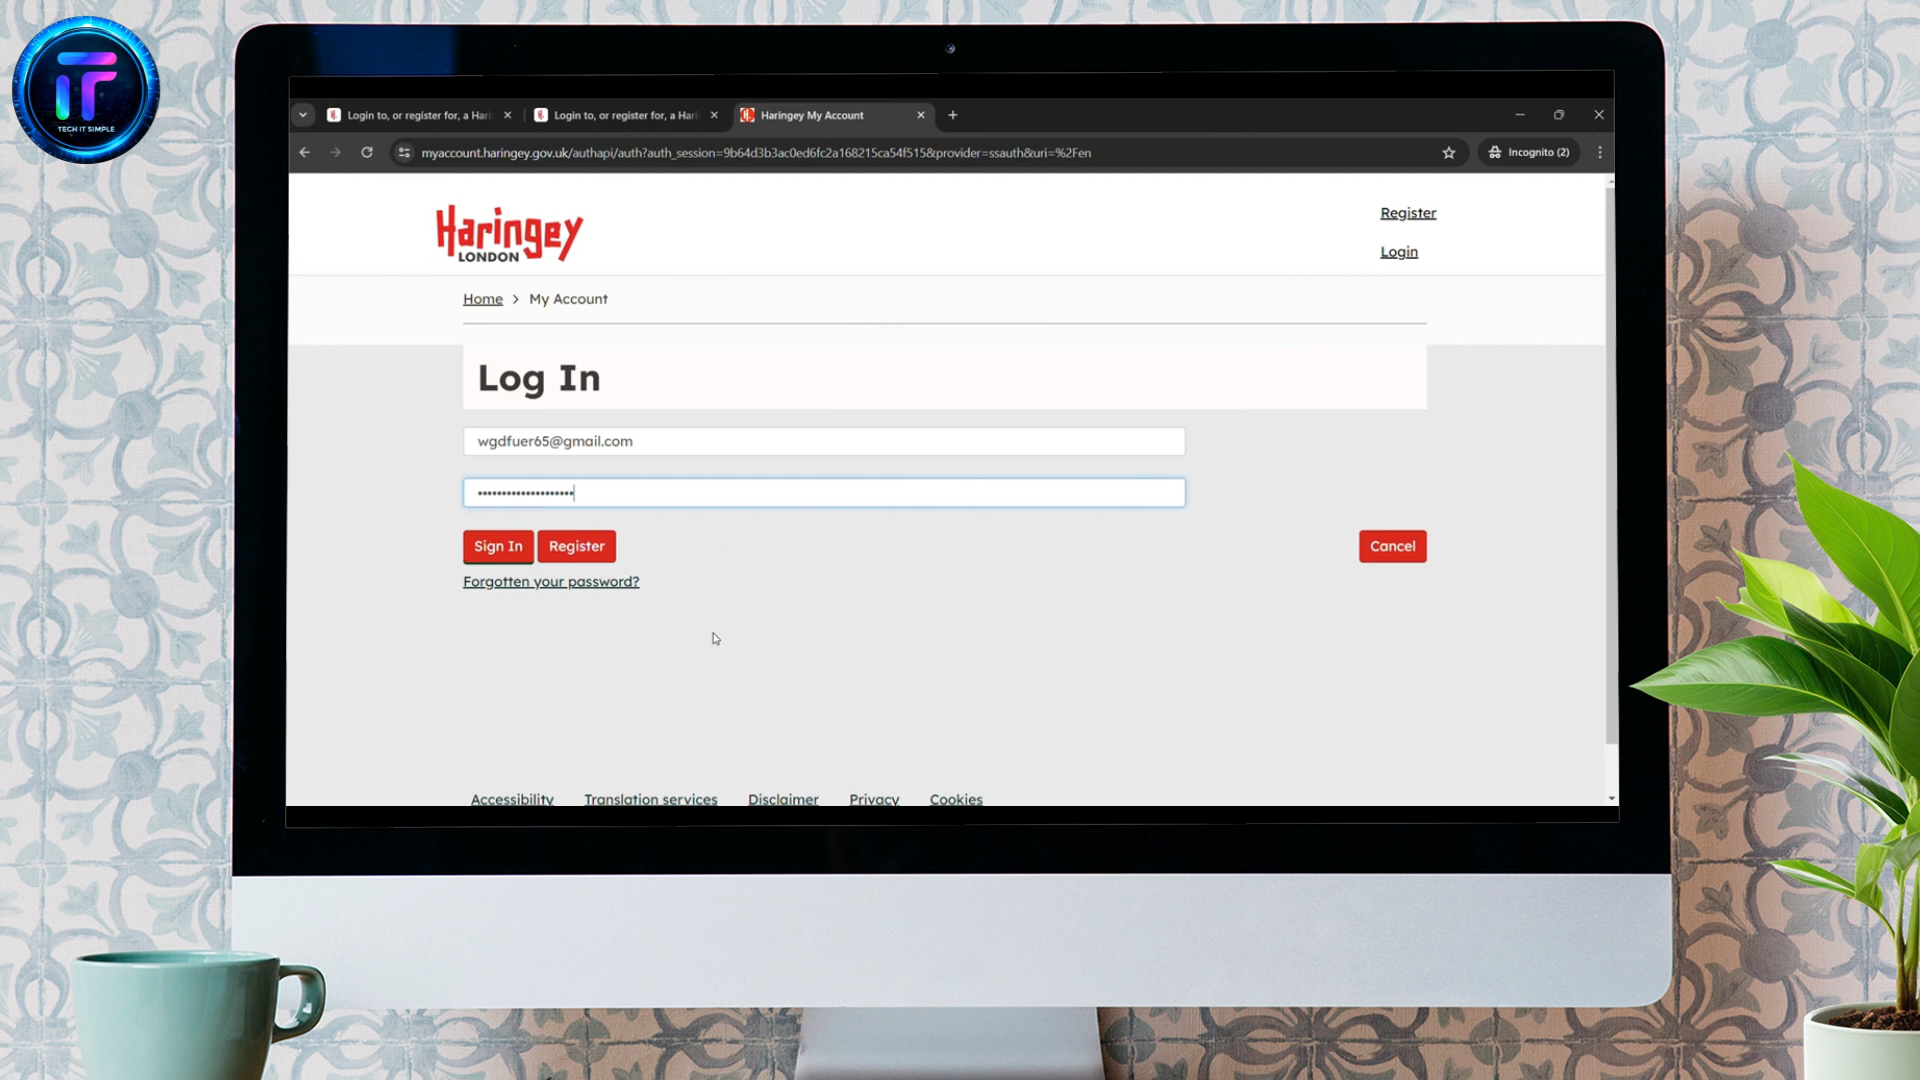 TECH IT SIMPLE
Login to, or register for, a Hari
Login to, or register for, a Hari
Haringey My Account
myaccount.haringey.gov.uk/authapi/auth?auth_session=9b64d3b3ac0ed6fc2a168215ca54f515&provider=ssauth&uri=%2Fen
Incognito (2)
Haringey
LONDON
Register
Login
Home > My Account
Log In
wgdfuer65@gmail.com
Sign In Register Cancel
Forgotten your password?
Accessibility Translation services Disclaimer Privacy Cookies